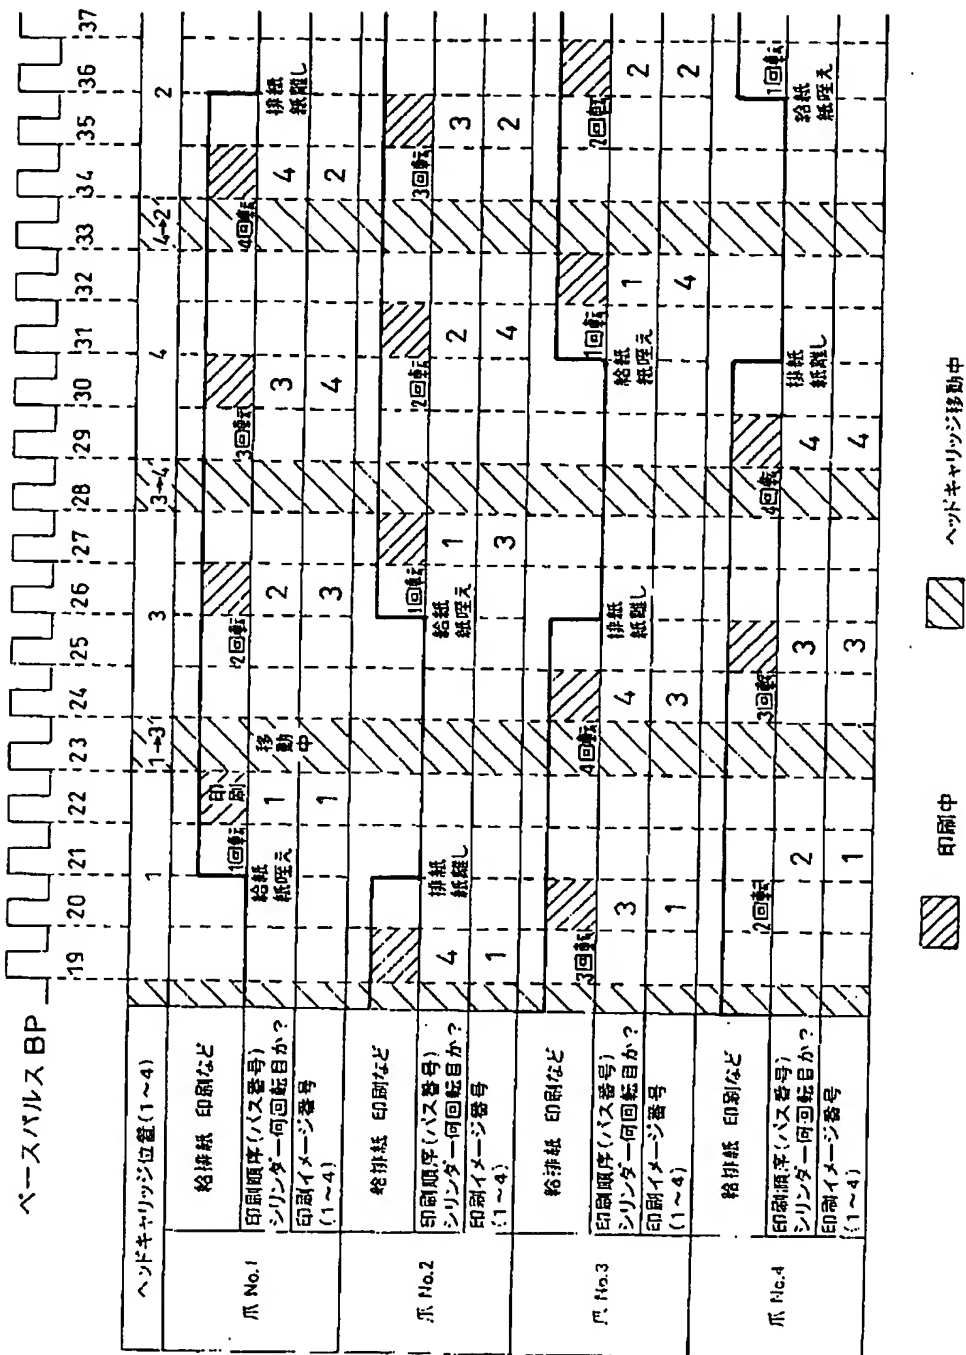 ベースパルス BP
19 20 21 22 23 24 25 26 27 28 29 30 31 32 33 34 35 36 37
ヘッドキャリッジ位置(1~4)
1 1→3 3 3→4 4 4→2 2
爪 No.1
給排紙 印刷など
1回転 印刷 2回転 3回転 4回転
印刷順序(パス番号)
シリンダー何回転目か?
給紙
紙咥え
1 移動中 2 3 4 排紙
紙離し
印刷イメージ番号
(1~4)
1 3 4 2
爪 No.2
給排紙 印刷など
1回転 2回転 3回転
印刷順序(パス番号)
シリンダー何回転目か?
4 排紙
紙離し
給紙
紙咥え
1 2 3
印刷イメージ番号
(1~4)
1 3 4 2
爪 No.3
給排紙 印刷など
3回転 4回転 1回転 2回転
印刷順序(パス番号)
シリンダー何回転目か?
3 4 排紙
紙離し
給紙
紙咥え
1 2
印刷イメージ番号
(1~4)
1 3 4 2
爪 No.4
給排紙 印刷など
2回転 3回転 4回転 1回転
印刷順序(パス番号)
シリンダー何回転目か?
2 3 4 排紙
紙離し
給紙
紙咥え
印刷イメージ番号
(1~4)
1 3 4
印刷中
ヘッドキャリッジ移動中